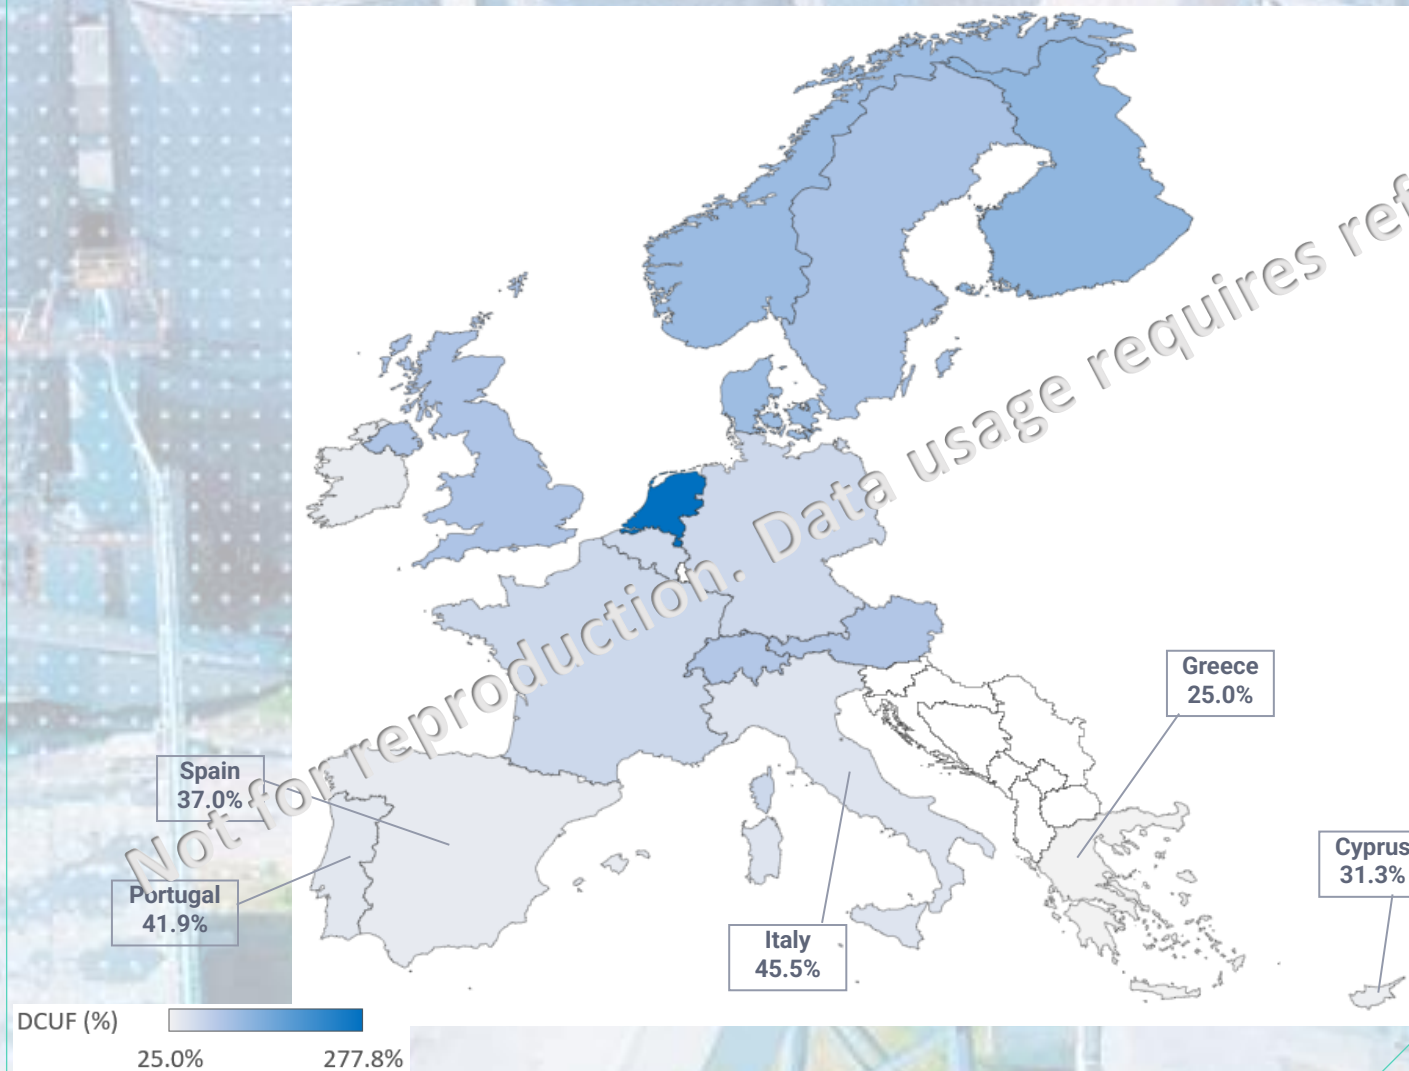 Greece
25.0%
Spain
37.0%
Cyprus
31.3%
Portugal
41.9%
Italy
45.5%
Not for reproduction. Data usage requires ref
DCUF (%)
25.0%
277.8%